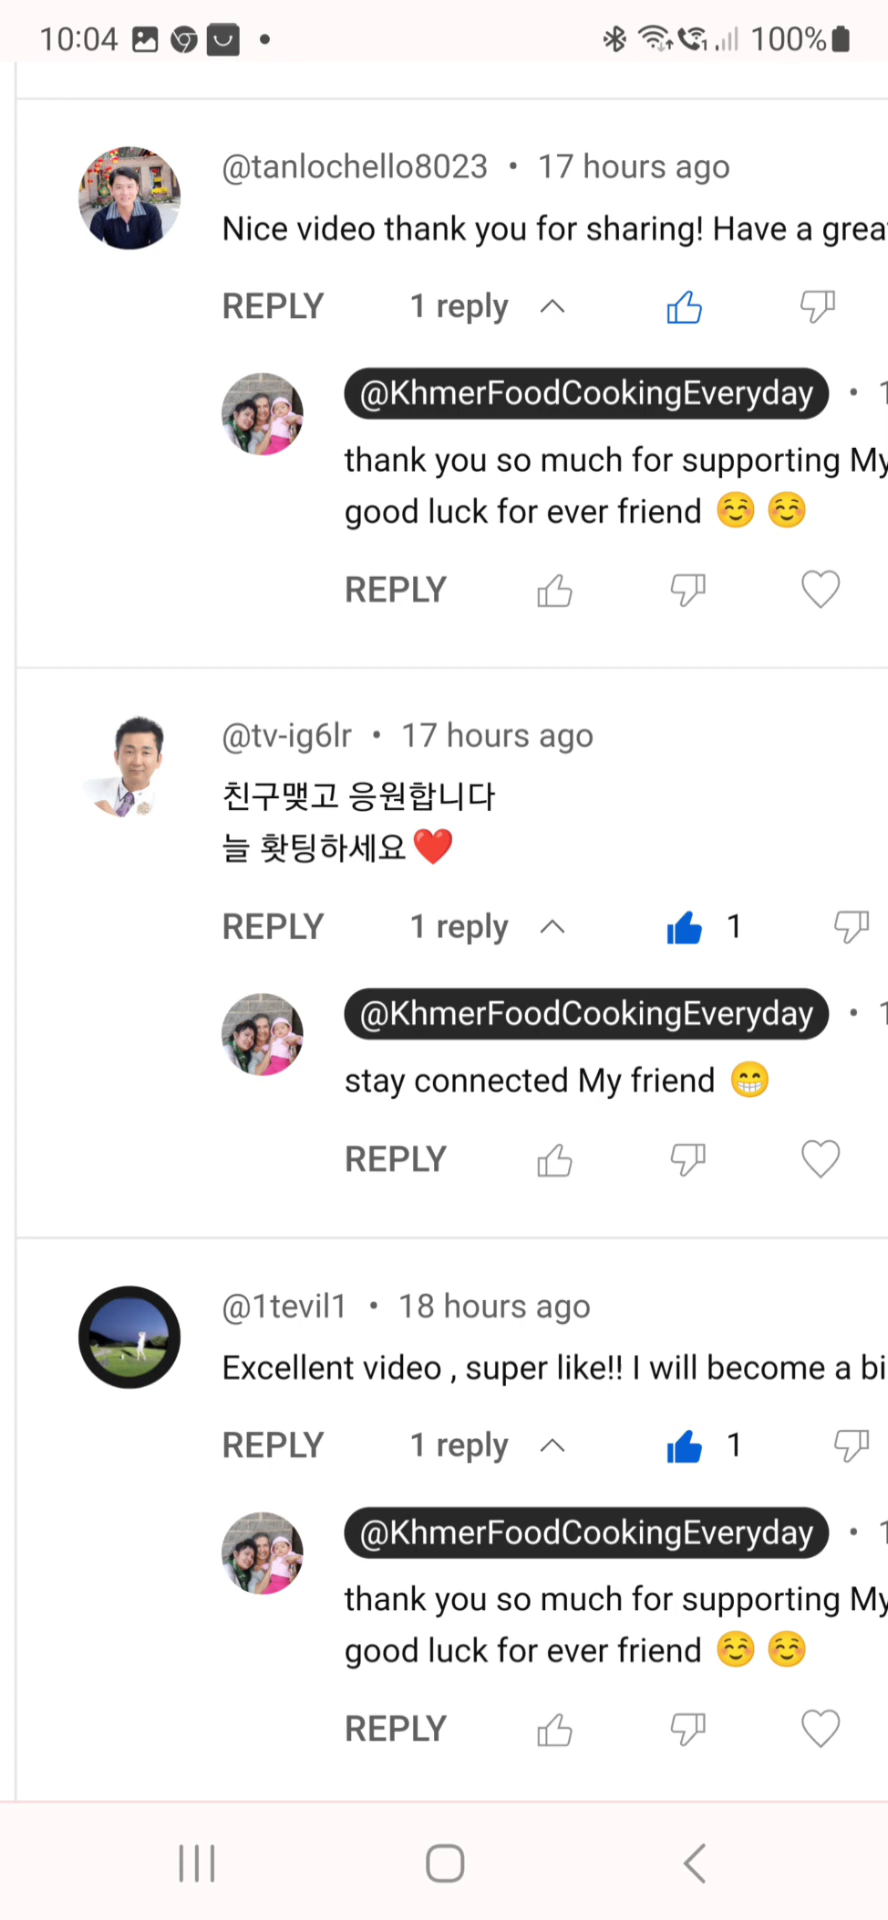 10:04 100%
@tanlochello8023 • 17 hours ago
Nice video thank you for sharing! Have a
REPLY 1 reply
@KhmerFoodCookingEveryday •
thank you so much for supporting My
good luck for ever friend ☺️ ☺️
REPLY
@tv-ig6lr • 17 hours ago
친구맺고 응원합니다
늘 홧팅하세요❤️
REPLY 1 reply 1
@KhmerFoodCookingEveryday •
stay connected My friend 😁
REPLY
@1tevil1 • 18 hours ago
Excellent video , super like!! I will become a
REPLY 1 reply 1
@KhmerFoodCookingEveryday •
thank you so much for supporting My
good luck for ever friend ☺️ ☺️
REPLY